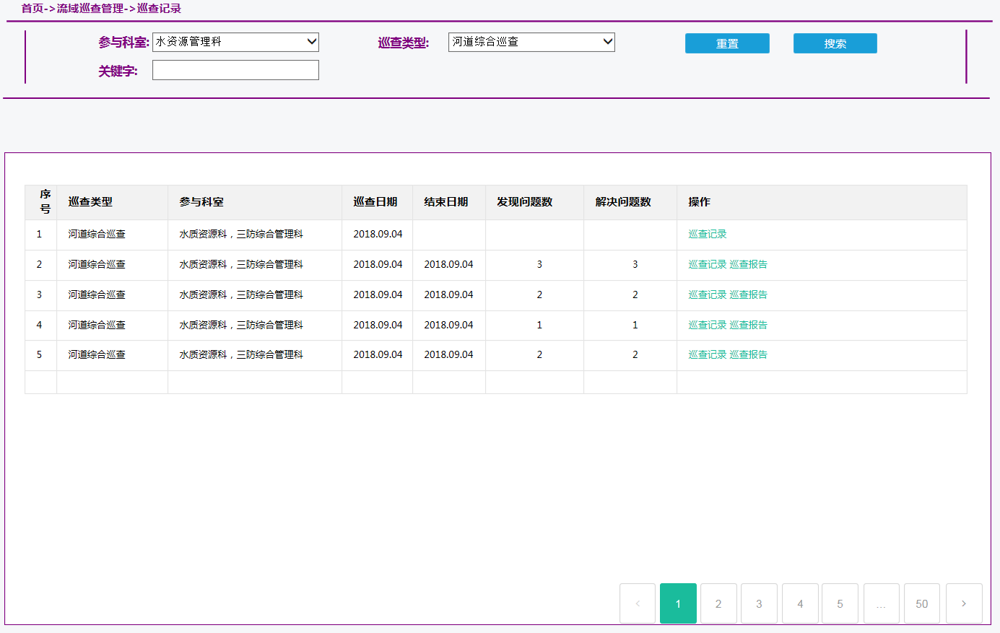 首页->流域巡查管理->巡查记录
参与科室: 水资源管理科 巡查类型: 河道综合巡查 重置 搜索
关键字:
序号 巡查类型 参与科室 巡查日期 结束日期 发现问题数 解决问题数 操作
1 河道综合巡查 水质资源科，三防综合管理科 2018.09.04 巡查记录
2 河道综合巡查 水质资源科，三防综合管理科 2018.09.04 2018.09.04 3 3 巡查记录 巡查报告
3 河道综合巡查 水质资源科，三防综合管理科 2018.09.04 2018.09.04 2 2 巡查记录 巡查报告
4 河道综合巡查 水质资源科，三防综合管理科 2018.09.04 2018.09.04 1 1 巡查记录 巡查报告
5 河道综合巡查 水质资源科，三防综合管理科 2018.09.04 2018.09.04 2 2 巡查记录 巡查报告
< 1 2 3 4 5 ... 50 >